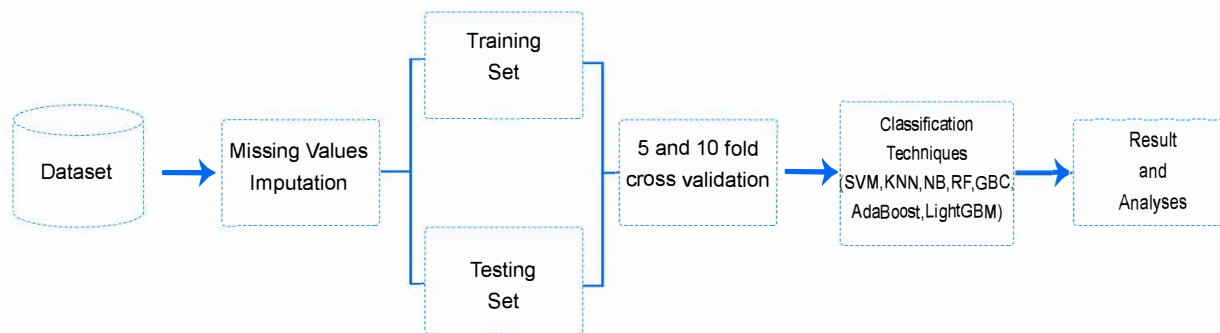 Dataset
Missing Values
Imputation
Training
Set
Testing
Set
5 and 10 fold
cross validation
Classification
Techniques
(SVM,KNN,NB,RF,GBC,
AdaBoost,LightGBM)
Result
and
Analyses